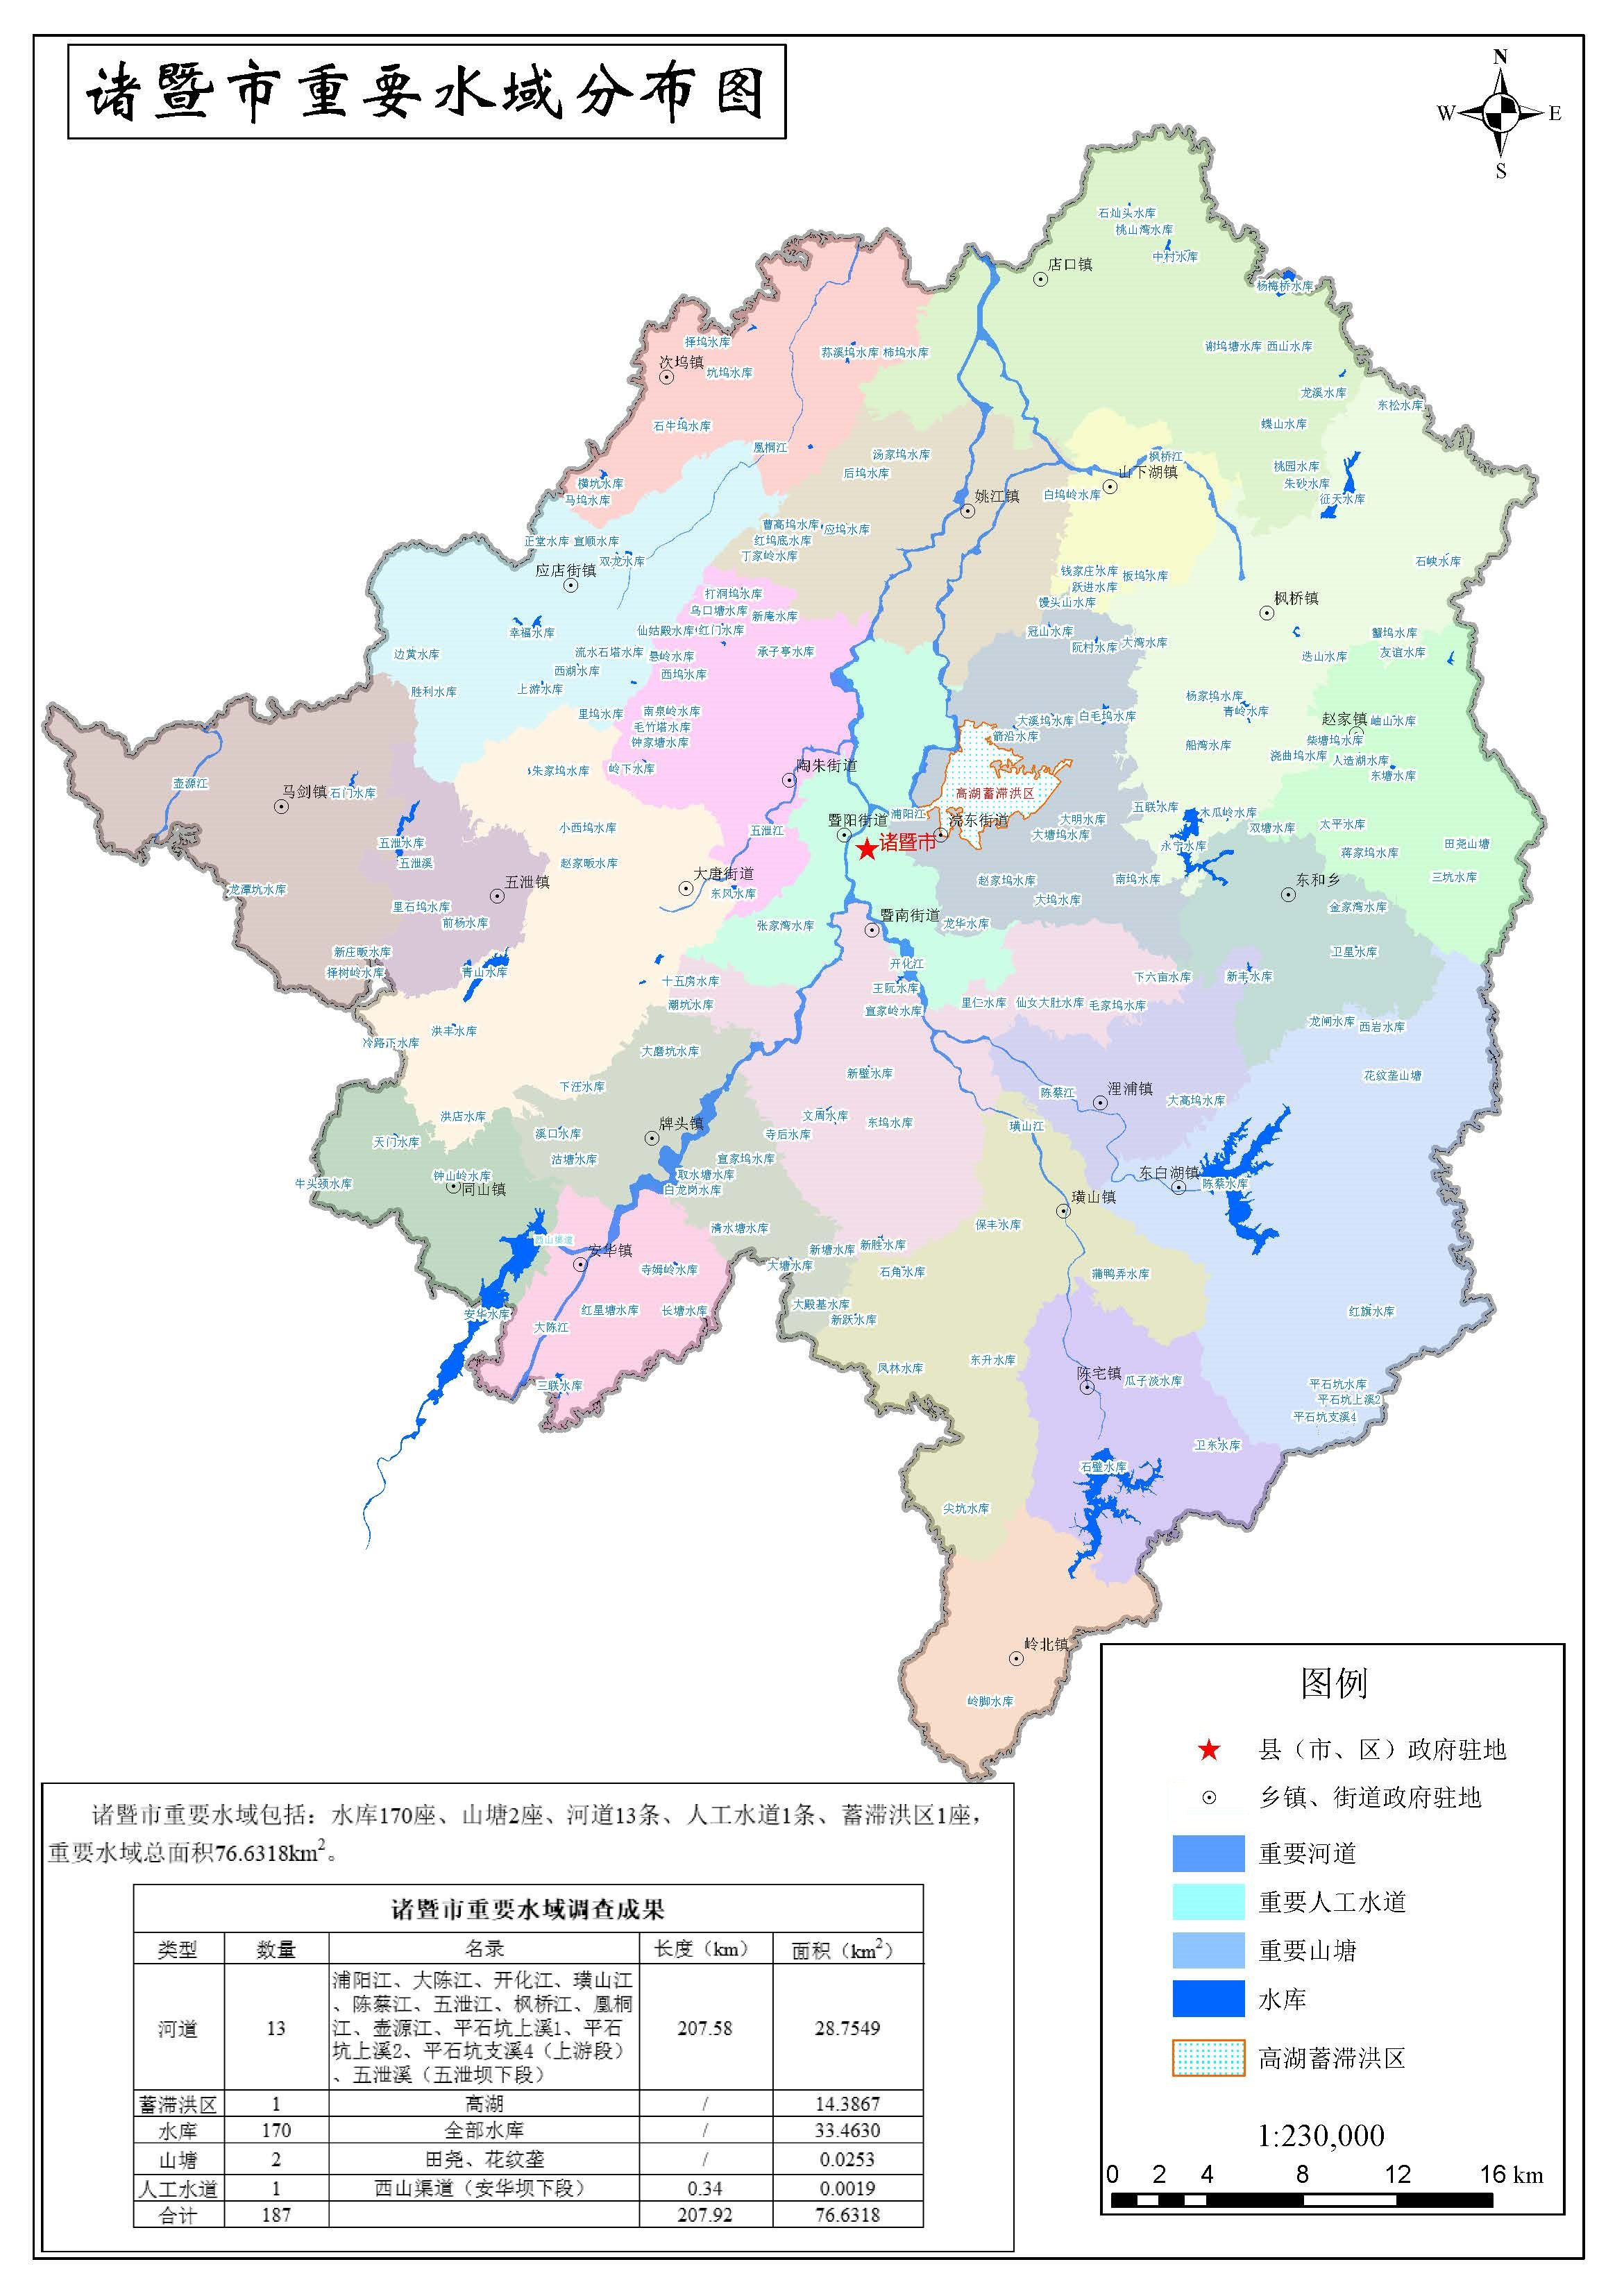 诸暨市重要水域分布图
N
W
E
S
石灿头水库
桃山湾水库
中村水库
店口镇
杨梅桥水库
择坞水库
荪溪坞水库
柿坞水库
谢坞塘水库
西山水库
次坞镇
坑坞水库
龙溪水库
东松水库
石牛坞水库
蝶山水库
凰桐江
汤家坞水库
枫桥江
后坞水库
山下湖镇
桃园水库
横坑水库
朱砂水库
马坞水库
姚江镇
白坞岭水库
征天水库
曹高坞水库
应坞水库
正堂水库
宣顺水库
红坞底水库
双龙水库
丁家岭水库
石峡水库
应店街镇
钱家庄水库
板坞水库
打洞坞水库
跃进水库
乌口塘水库
新庵水库
馒头山水库
枫桥镇
幸福水库
仙姑殿水库
红门水库
冠山水库
蟹坞水库
边黄水库
流水石塔水库
悬岭水库
承子亭水库
阮村水库
大湾水库
迭山水库
友谊水库
西湖水库
西坞水库
胜利水库
上游水库
杨家坞水库
里坞水库
南泉岭水库
大溪坞水库
白毛坞水库
青岭水库
赵家镇
岫山水库
毛竹塔水库
箭沿水库
钟家塘水库
船湾水库
柴塘坞水库
朱家坞水库
岭下水库
陶朱街道
浇曲坞水库
人造湖水库
壶源江
东塘水库
马剑镇
石门水库
高湖蓄滞洪区
五联水库
木瓜岭水库
浦阳江
小西坞水库
五泄江
暨阳街道
浣东街道
大明水库
双塘水库
太平水库
五泄水库
诸暨市
大塘坞水库
永宁水库
田尧山塘
五泄溪
赵家畈水库
蒋家坞水库
五泄镇
大唐街道
赵家坞水库
南坞水库
东和乡
三坑水库
龙潭坑水库
东风水库
里石坞水库
大坞水库
金家湾水库
前杨水库
张家湾水库
暨南街道
龙华水库
新庄畈水库
开化江
卫星水库
择树岭水库
青山水库
十五房水库
王阮水库
下六亩水库
新丰水库
潮坑水库
宣家岭水库
里仁水库
仙女大肚水库
毛家坞水库
洪丰水库
龙闸水库
西岩水库
冷路下水库
大磨坑水库
新壁水库
花纹垄山塘
下汪水库
陈蔡江
浬浦镇
大高坞水库
洪店水库
文周水库
东坞水库
璜山江
天门水库
溪口水库
牌头镇
寺后水库
沽塘水库
宣家坞水库
牛头颈水库
钟山岭水库
取水塘水库
东白湖镇
同山镇
白龙岗水库
陈蔡水库
璜山镇
清水塘水库
保丰水库
西山渠道
安华镇
新塘水库
新胜水库
寺姆岭水库
大塘水库
石角水库
蒲鸭弄水库
安华水库
红星塘水库
长塘水库
大殿基水库
红旗水库
大陈江
新跃水库
凤林水库
东升水库
陈宅镇
瓜子淡水库
三联水库
平石坑水库
平石坑上溪2
平石坑支溪4
卫东水库
石壁水库
尖坑水库
岭北镇
岭脚水库
诸暨市重要水域包括：水库170座、山塘2座、河道13条、人工水道1条、蓄滞洪区1座，
重要水域总面积76.6318km²。
诸暨市重要水域调查成果
类型 数量 名录 长度（km） 面积（km²）
河道 13 浦阳江、大陈江、开化江、璜山江
、陈蔡江、五泄江、枫桥江、凰桐
江、壶源江、平石坑上溪1、平石
坑上溪2、平石坑支溪4（上游段）
、五泄溪（五泄坝下段） 207.58 28.7549
蓄滞洪区 1 高湖 / 14.3867
水库 170 全部水库 / 33.4630
山塘 2 田尧、花纹垄 / 0.0253
人工水道 1 西山渠道（安华坝下段） 0.34 0.0019
合计 187 207.92 76.6318
图例
县（市、区）政府驻地
乡镇、街道政府驻地
重要河道
重要人工水道
重要山塘
水库
高湖蓄滞洪区
1:230,000
0 2 4 8 12 16 km